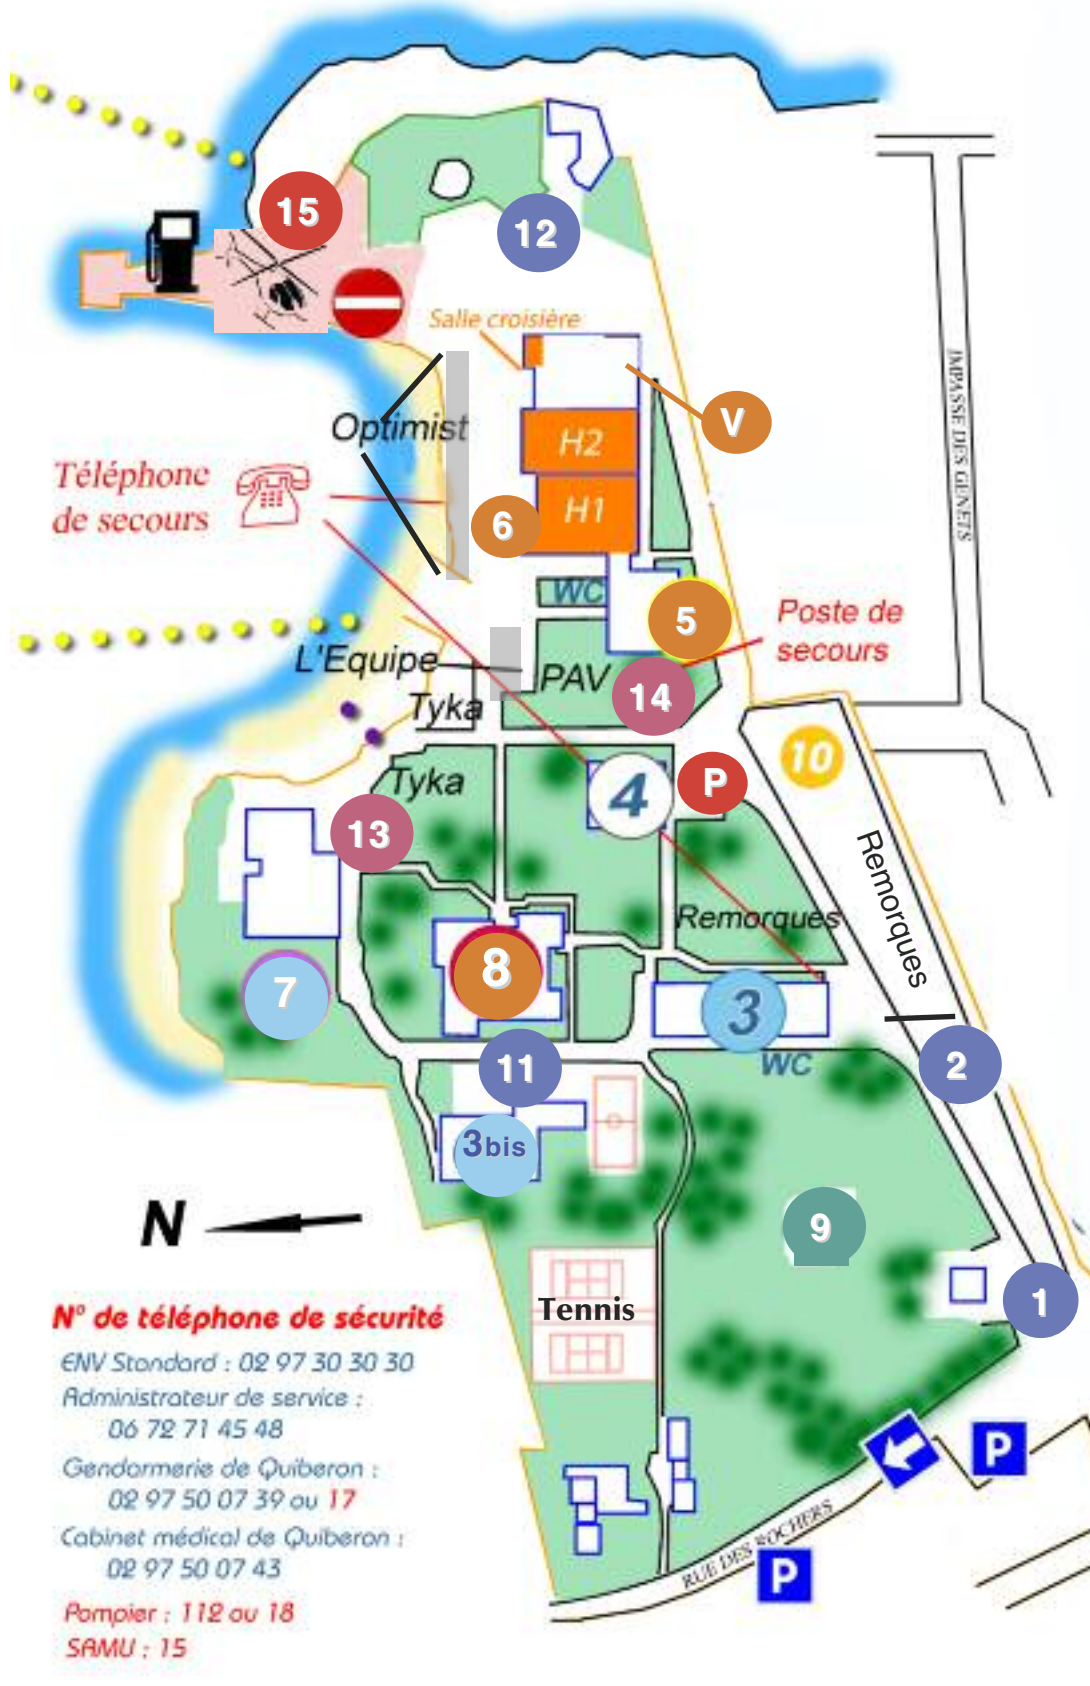 15
12
Salle croisière
IMPASSE DES GENETS
V
Optimist
H2
Téléphone
de secours
H1
6
WC
5
Poste de
secours
L'Equipe
PAV
14
Tyka
10
Tyka
4
P
13
Remorques
Remorques
8
7
3
11
WC
2
3bis
N
9
1
Tennis
N° de téléphone de sécurité
ENV Standard : 02 97 30 30 30
Administrateur de service :
06 72 71 45 48
Gendarmerie de Quiberon :
02 97 50 07 39 ou 17
Cabinet médical de Quiberon :
02 97 50 07 43
Pompier : 112 ou 18
SAMU : 15
P
RUE DES ROCHERS
P